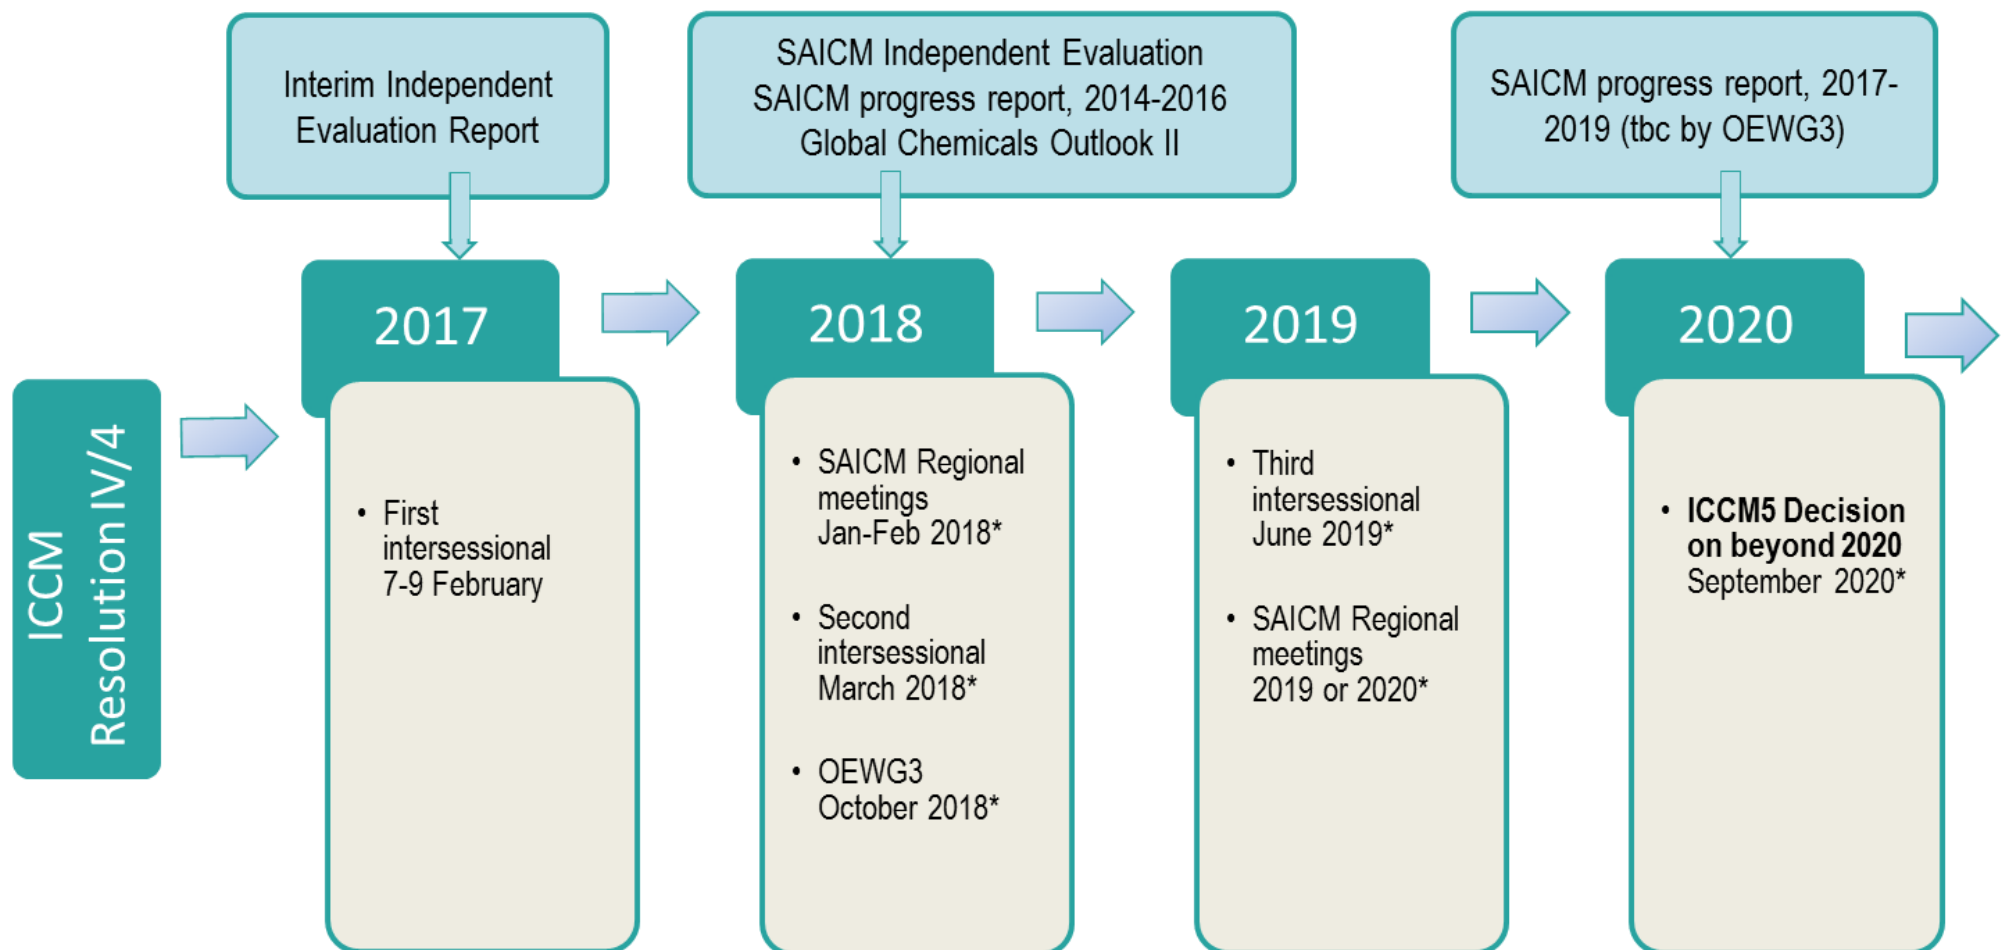 Interim Independent
Evaluation Report
SAICM Independent Evaluation
SAICM progress report, 2014-2016
Global Chemicals Outlook II
SAICM progress report, 2017-
2019 (tbc by OEWG3)
ICCM
Resolution IV/4
2017
• First
intersessional
7-9 February
2018
• SAICM Regional
meetings
Jan-Feb 2018*
• Second
intersessional
March 2018*
• OEWG3
October 2018*
2019
• Third
intersessional
June 2019*
• SAICM Regional
meetings
2019 or 2020*
2020
• ICCM5 Decision
on beyond 2020
September 2020*